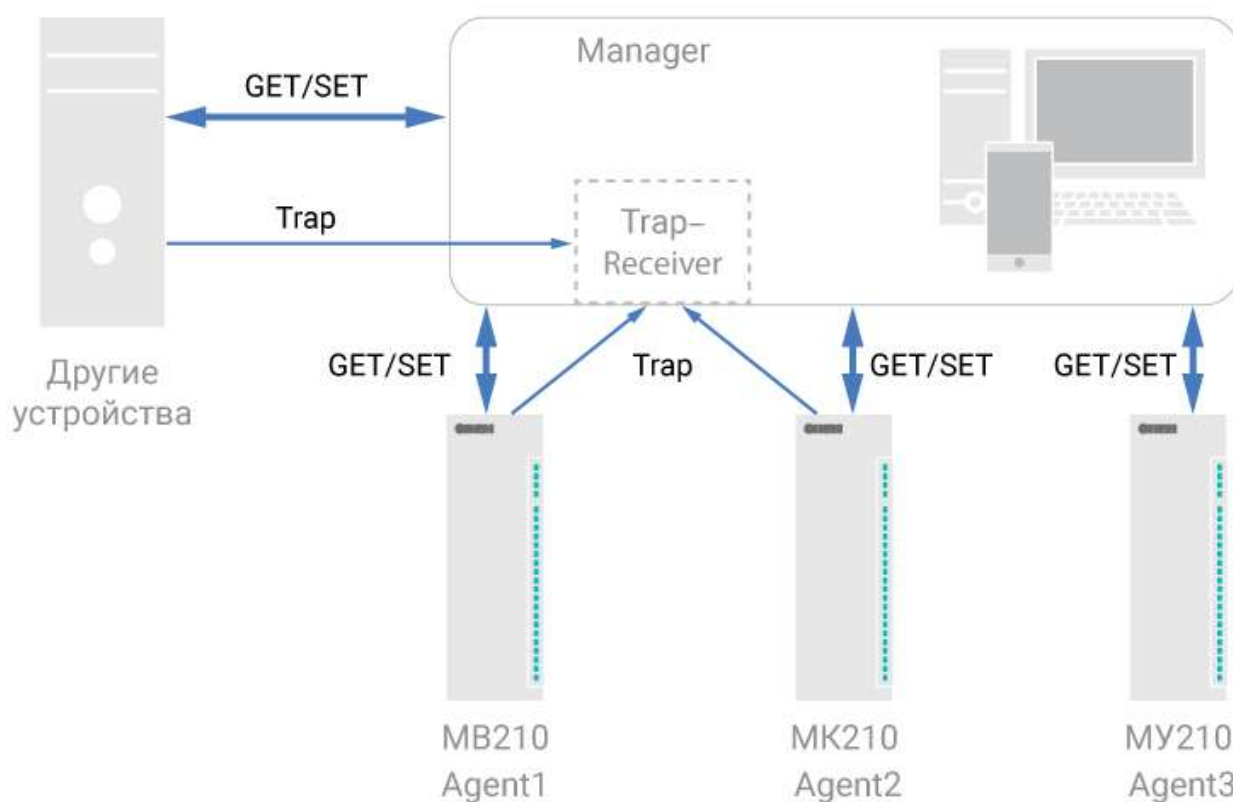 Manager
GET/SET
Trap
Trap–
Receiver
Другие
устройства
GET/SET
Trap
GET/SET
GET/SET
МВ210
Agent1
МК210
Agent2
МУ210
Agent3